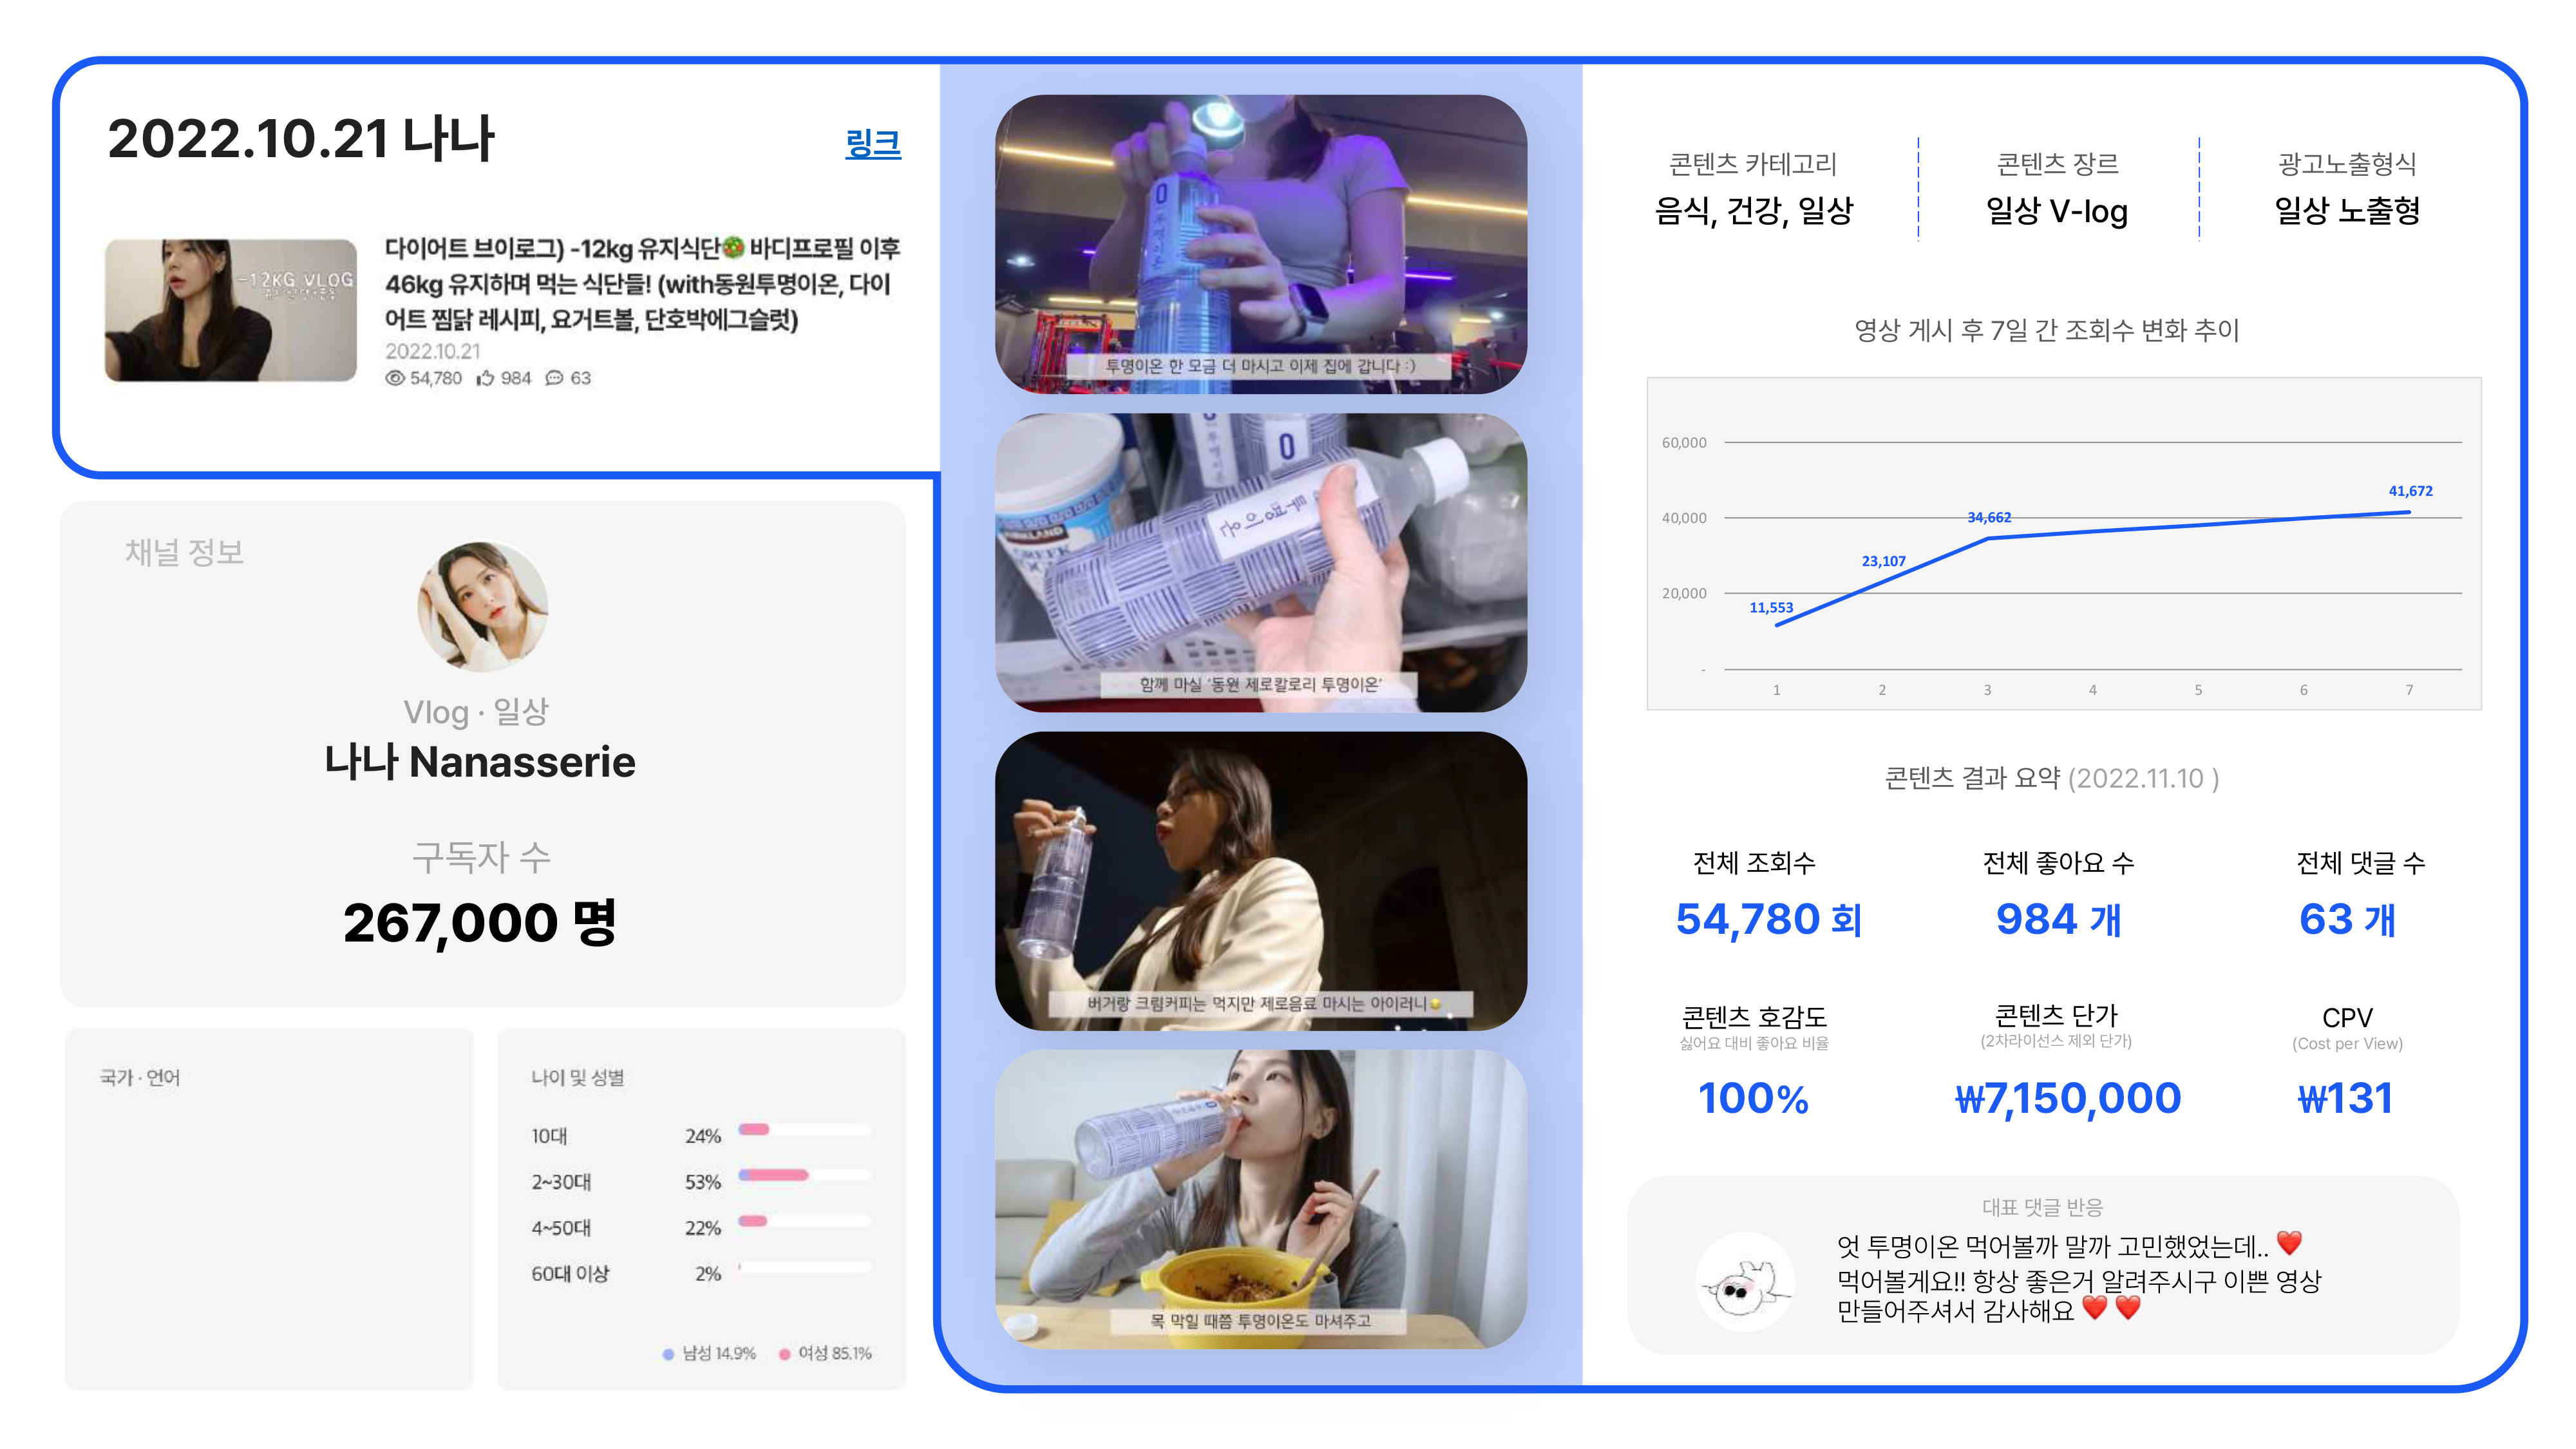 2022.10.21 나나
링크
-12KG VLOG
다이어트 브이로그) -12kg 유지식단🥗 바디프로필 이후
46kg 유지하며 먹는 식단들! (with동원투명이온, 다이
어트 찜닭 레시피, 요거트볼, 단호박에그슬럿)
2022.10.21
54,780 984 63
채널 정보
Vlog · 일상
나나 Nanasserie
구독자 수
267,000 명
국가 · 언어
나이 및 성별
10대 24%
2~30대 53%
4~50대 22%
60대 이상 2%
남성 14.9% 여성 85.1%
0
투명이온
투명이온 한 모금 더 마시고 이제 집에 갑니다 :)
0
투명이온
KIRKLAND
GREEK
함께 마실 '동원 제로칼로리 투명이온'
버거랑 크림커피는 먹지만 제로음료 마시는 아이러니😂
목 막힐 때쯤 투명이온도 마셔주고
콘텐츠 카테고리
음식, 건강, 일상
콘텐츠 장르
일상 V-log
광고노출형식
일상 노출형
영상 게시 후 7일 간 조회수 변화 추이
60,000
40,000
20,000
-
11,553
23,107
34,662
41,672
1 2 3 4 5 6 7
콘텐츠 결과 요약 (2022.11.10 )
전체 조회수
54,780 회
전체 좋아요 수
984 개
전체 댓글 수
63 개
콘텐츠 호감도
싫어요 대비 좋아요 비율
100%
콘텐츠 단가
(2차라이선스 제외 단가)
₩7,150,000
CPV
(Cost per View)
₩131
대표 댓글 반응
엇 투명이온 먹어볼까 말까 고민했었는데.. ❤️
먹어볼게요!! 항상 좋은거 알려주시구 이쁜 영상
만들어주셔서 감사해요 ❤️ ❤️